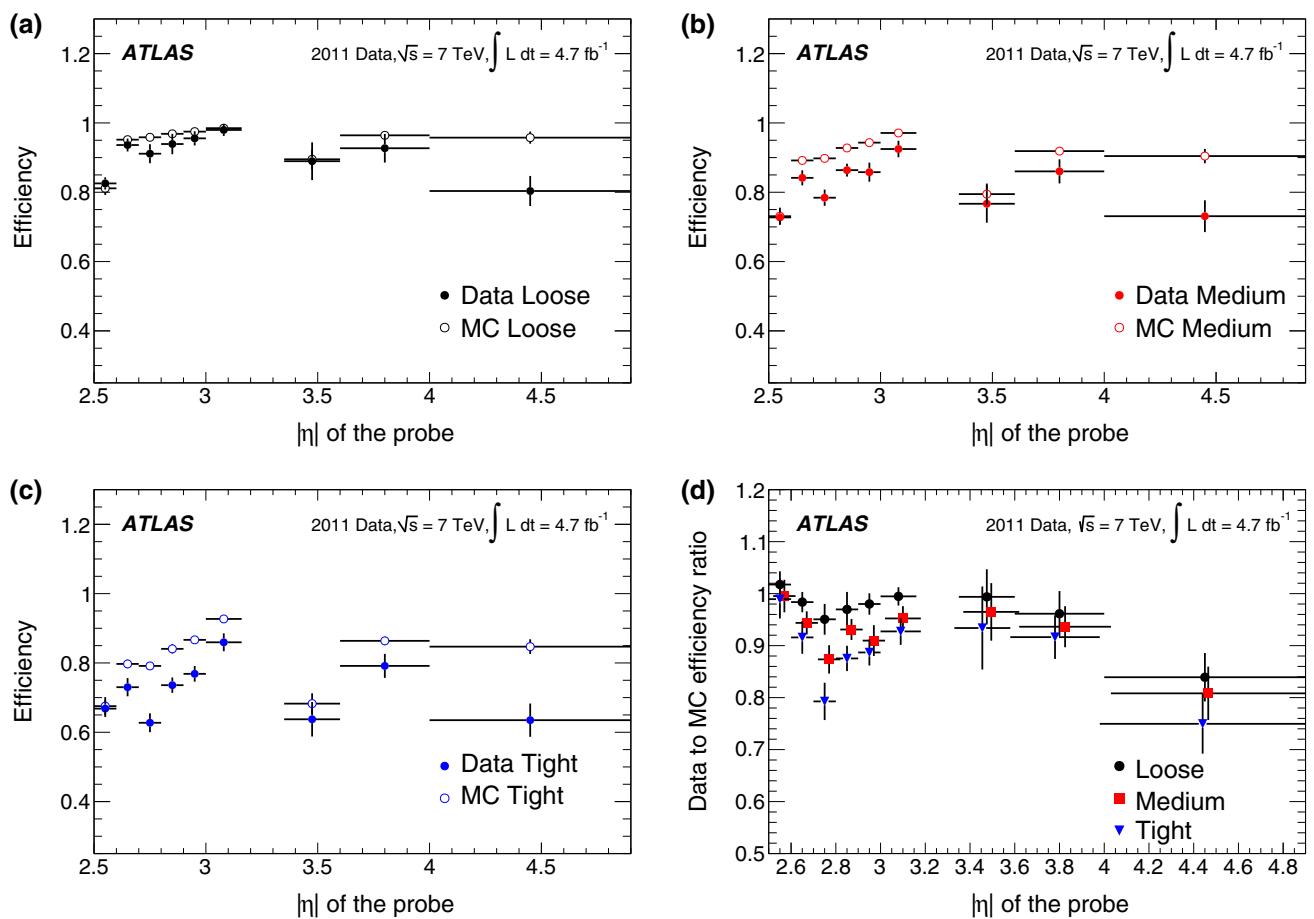 (a)
ATLAS 2011 Data,√s = 7 TeV,∫ L dt = 4.7 fb⁻¹
1.2
1
0.8
0.6
0.4
Efficiency
Data Loose
MC Loose
2.5 3 3.5 4 4.5
|η| of the probe
(b)
ATLAS 2011 Data,√s = 7 TeV,∫ L dt = 4.7 fb⁻¹
1.2
1
0.8
0.6
0.4
Efficiency
Data Medium
MC Medium
2.5 3 3.5 4 4.5
|η| of the probe
(c)
ATLAS 2011 Data,√s = 7 TeV,∫ L dt = 4.7 fb⁻¹
1.2
1
0.8
0.6
0.4
Efficiency
Data Tight
MC Tight
2.5 3 3.5 4 4.5
|η| of the probe
(d)
ATLAS 2011 Data, √s = 7 TeV,∫ L dt = 4.7 fb⁻¹
1.2
1.1
1
0.9
0.8
0.7
0.6
0.5
Data to MC efficiency ratio
Loose
Medium
Tight
2.6 2.8 3 3.2 3.4 3.6 3.8 4 4.2 4.4 4.6 4.8
|η| of the probe